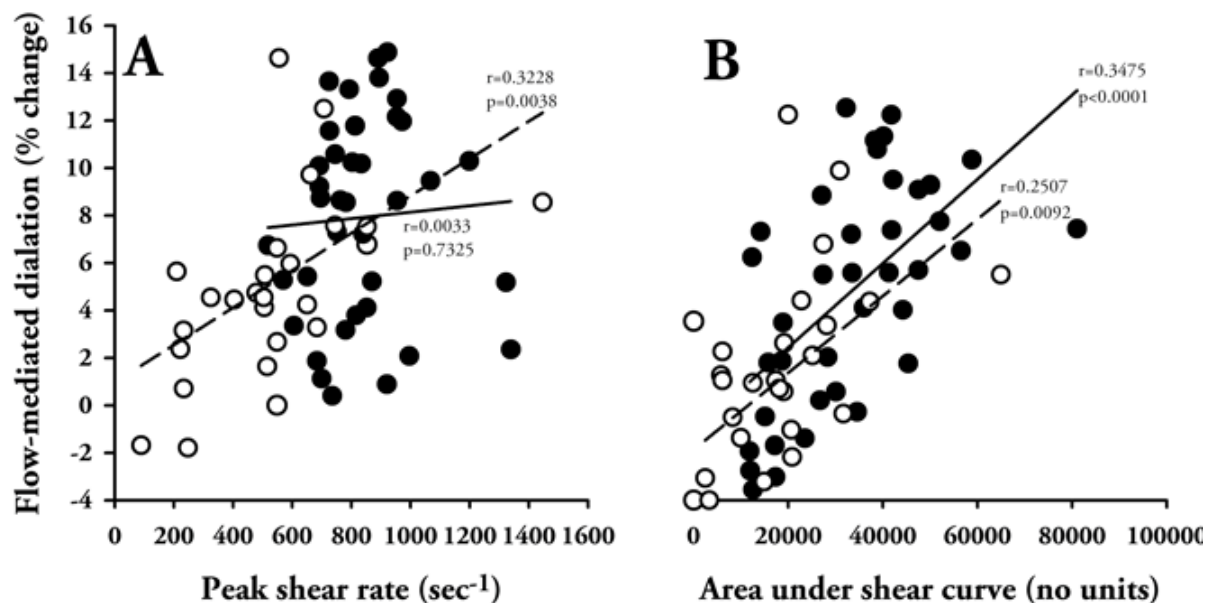 A
B
Flow-mediated dialation (% change)
16
14
12
10
8
6
4
2
0
-2
-4
r=0.3228
p=0.0038
r=0.0033
p=0.7325
r=0.3475
p<0.0001
r=0.2507
p=0.0092
0 200 400 600 800 1000 1200 1400 1600
0 20000 40000 60000 80000 100000
Peak shear rate (sec⁻¹)
Area under shear curve (no units)